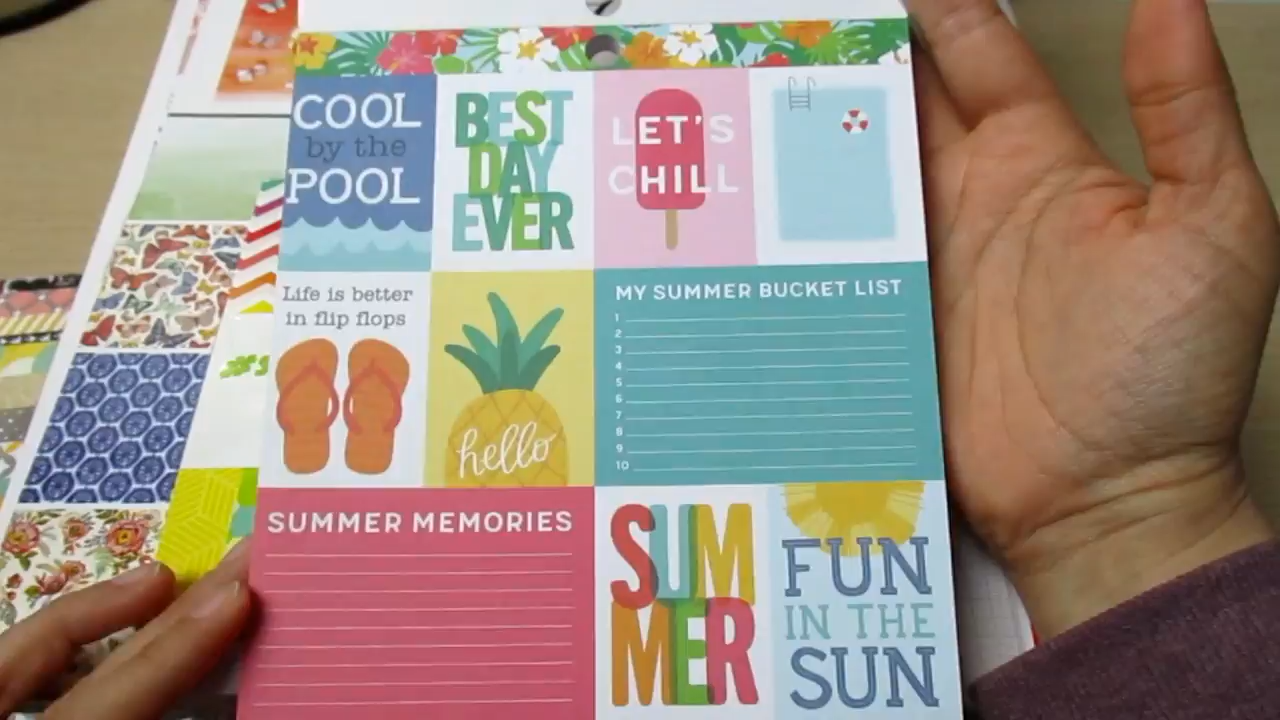 COOL
by the
POOL
BEST
DAY
EVER
LET'S
CHILL
Life is better
in flip flops
hello
MY SUMMER BUCKET LIST
1
2
3
4
5
6
7
8
9
10
SUMMER MEMORIES
SUM
MER
FUN
IN THE
SUN